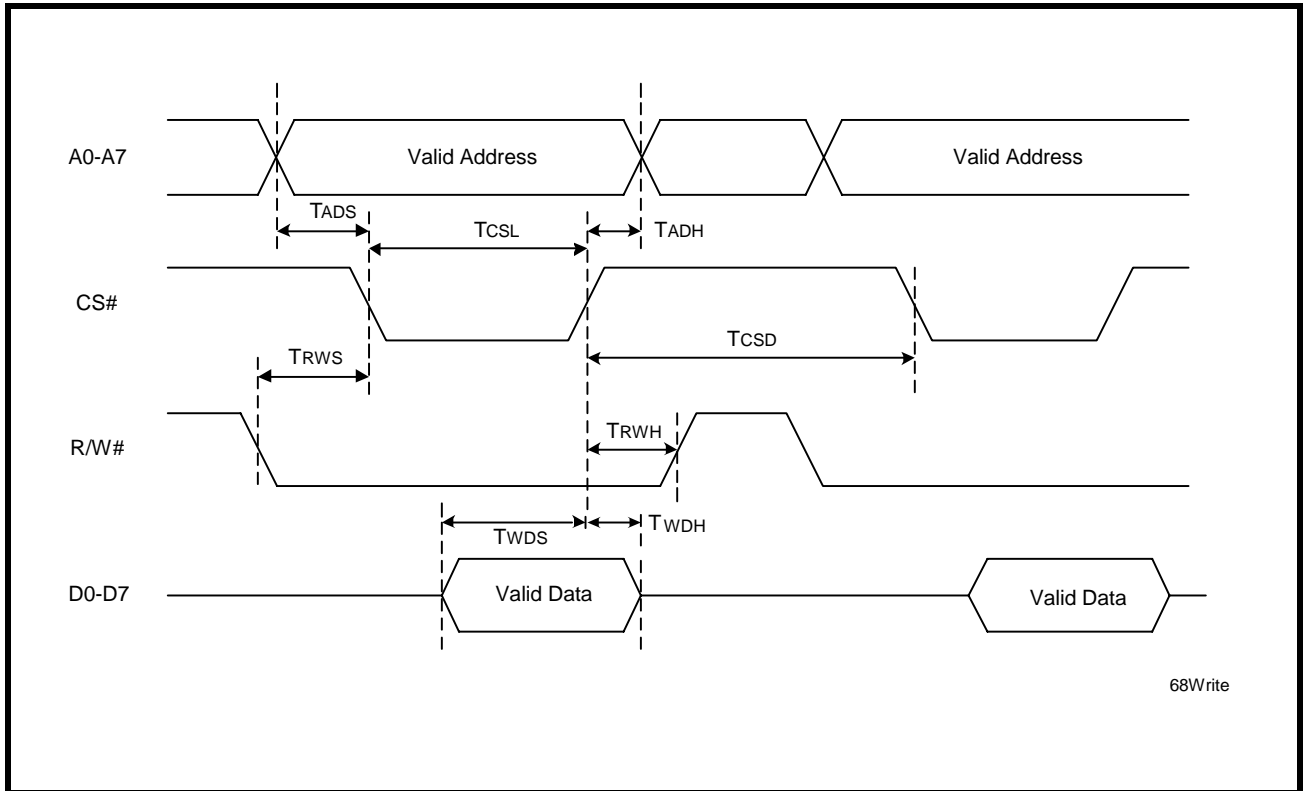 A0-A7
Valid Address
Valid Address
TADS
TCSL
TADH
CS#
TCSD
TRWS
R/W#
TRWH
TWDS
TWDH
D0-D7
Valid Data
Valid Data
68Write